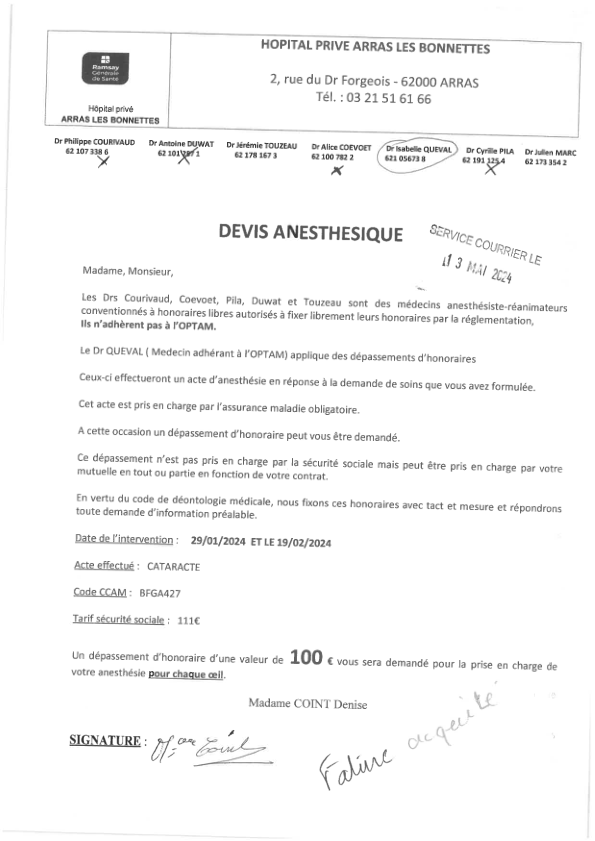 HOPITAL PRIVE ARRAS LES BONNETTES
Ramsay
Générale
de Santé
2, rue du Dr Forgeois - 62000 ARRAS
Tél. : 03 21 51 61 66
Hôpital privé
ARRAS LES BONNETTES
Dr Philippe COURIVAUD Dr Antoine DUWAT Dr Jérémie TOUZEAU Dr Alice COEVOET Dr Isabelle QUEVAL Dr Cyrille PILA Dr Julien MARC
62 107 338 6 62 101 1 62 178 167 3 62 100 782 2 621 05673 8 62 191 125 4 62 173 354 2
DEVIS ANESTHESIQUE
SERVICE COURRIER LE
13 MAI 2024
Madame, Monsieur,
Les Drs Courivaud, Coevoet, Pila, Duwat et Touzeau sont des médecins anesthésiste-réanimateurs
conventionnés à honoraires libres autorisés à fixer librement leurs honoraires par la réglementation,
Ils n'adhèrent pas à l'OPTAM.
Le Dr QUEVAL ( Medecin adhérant à l'OPTAM) applique des dépassements d'honoraires
Ceux-ci effectueront un acte d'anesthésie en réponse à la demande de soins que vous avez formulée.
Cet acte est pris en charge par l'assurance maladie obligatoire.
A cette occasion un dépassement d'honoraire peut vous être demandé.
Ce dépassement n'est pas pris en charge par la sécurité sociale mais peut être pris en charge par votre
mutuelle en tout ou partie en fonction de votre contrat.
En vertu du code de déontologie médicale, nous fixons ces honoraires avec tact et mesure et répondrons
toute demande d'information préalable.
Date de l'intervention : 29/01/2024 ET LE 19/02/2024
Acte effectué : CATARACTE
Code CCAM : BFGA427
Tarif sécurité sociale : 111€
Un dépassement d'honoraire d'une valeur de 100 € vous sera demandé pour la prise en charge de
votre anesthésie pour chaque œil.
Madame COINT Denise
SIGNATURE :
acquité